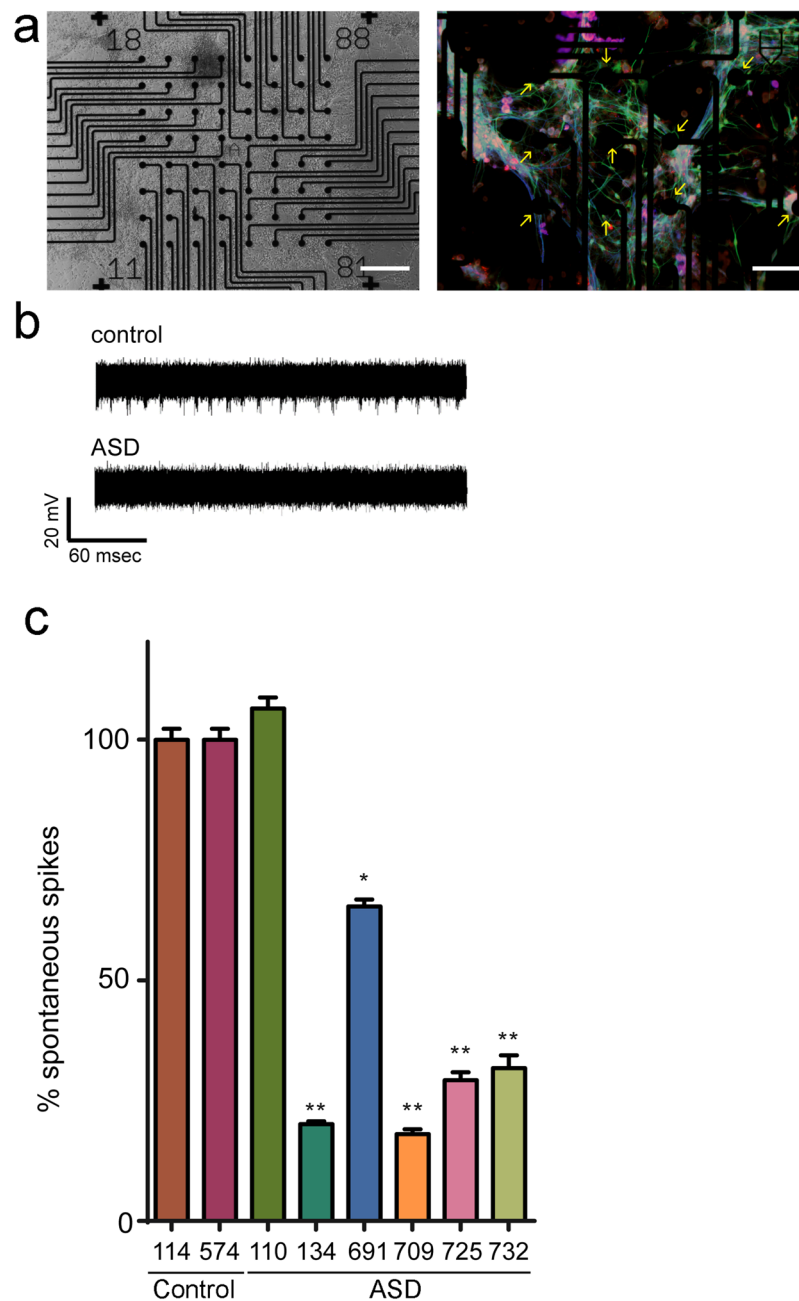 a
18 88
11 81
b
control
ASD
20 mV
60 msec
c
% spontaneous spikes
100
50
0
*
**
**
**
**
114 574 110 134 691 709 725 732
Control ASD